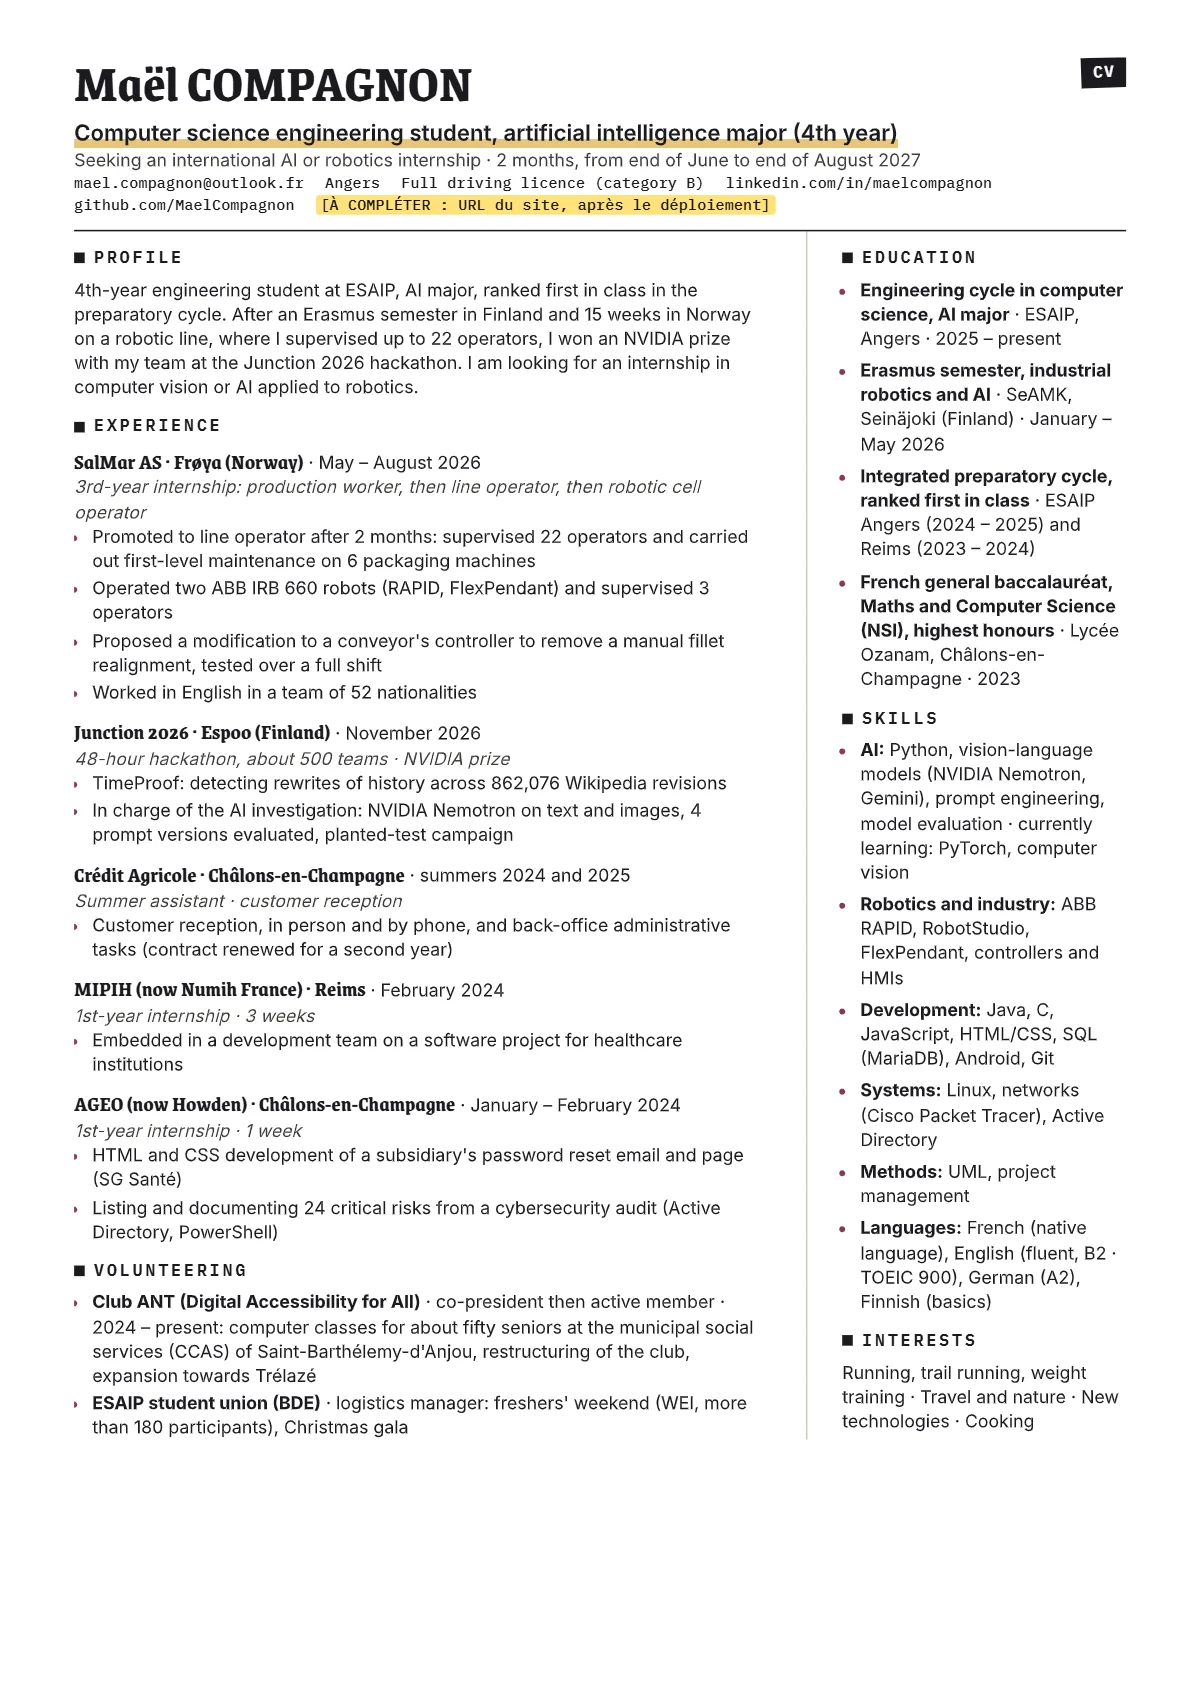 Maël COMPAGNON
CV
Computer science engineering student, artificial intelligence major (4th year)
Seeking an international AI or robotics internship · 2 months, from end of June to end of August 2027
mael.compagnon@outlook.fr Angers Full driving licence (category B) linkedin.com/in/maelcompagnon
github.com/MaelCompagnon [À COMPLÉTER : URL du site, après le déploiement]
PROFILE
4th-year engineering student at ESAIP, AI major, ranked first in class in the
preparatory cycle. After an Erasmus semester in Finland and 15 weeks in Norway
on a robotic line, where I supervised up to 22 operators, I won an NVIDIA prize
with my team at the Junction 2026 hackathon. I am looking for an internship in
computer vision or AI applied to robotics.
EXPERIENCE
SalMar AS · Frøya (Norway) · May – August 2026
3rd-year internship: production worker, then line operator, then robotic cell
operator
Promoted to line operator after 2 months: supervised 22 operators and carried
out first-level maintenance on 6 packaging machines
Operated two ABB IRB 660 robots (RAPID, FlexPendant) and supervised 3
operators
Proposed a modification to a conveyor's controller to remove a manual fillet
realignment, tested over a full shift
Worked in English in a team of 52 nationalities
Junction 2026 · Espoo (Finland) · November 2026
48-hour hackathon, about 500 teams · NVIDIA prize
TimeProof: detecting rewrites of history across 862,076 Wikipedia revisions
In charge of the AI investigation: NVIDIA Nemotron on text and images, 4
prompt versions evaluated, planted-test campaign
Crédit Agricole · Châlons-en-Champagne · summers 2024 and 2025
Summer assistant · customer reception
Customer reception, in person and by phone, and back-office administrative
tasks (contract renewed for a second year)
MIPIH (now Numih France) · Reims · February 2024
1st-year internship · 3 weeks
Embedded in a development team on a software project for healthcare
institutions
AGEO (now Howden) · Châlons-en-Champagne · January – February 2024
1st-year internship · 1 week
HTML and CSS development of a subsidiary's password reset email and page
(SG Santé)
Listing and documenting 24 critical risks from a cybersecurity audit (Active
Directory, PowerShell)
VOLUNTEERING
Club ANT (Digital Accessibility for All) · co-president then active member ·
2024 – present: computer classes for about fifty seniors at the municipal social
services (CCAS) of Saint-Barthélemy-d'Anjou, restructuring of the club,
expansion towards Trélazé
ESAIP student union (BDE) · logistics manager: freshers' weekend (WEI, more
than 180 participants), Christmas gala
EDUCATION
Engineering cycle in computer
science, AI major · ESAIP,
Angers · 2025 – present
Erasmus semester, industrial
robotics and AI · SeAMK,
Seinäjoki (Finland) · January –
May 2026
Integrated preparatory cycle,
ranked first in class · ESAIP
Angers (2024 – 2025) and
Reims (2023 – 2024)
French general baccalauréat,
Maths and Computer Science
(NSI), highest honours · Lycée
Ozanam, Châlons-en-
Champagne · 2023
SKILLS
AI: Python, vision-language
models (NVIDIA Nemotron,
Gemini), prompt engineering,
model evaluation · currently
learning: PyTorch, computer
vision
Robotics and industry: ABB
RAPID, RobotStudio,
FlexPendant, controllers and
HMIs
Development: Java, C,
JavaScript, HTML/CSS, SQL
(MariaDB), Android, Git
Systems: Linux, networks
(Cisco Packet Tracer), Active
Directory
Methods: UML, project
management
Languages: French (native
language), English (fluent, B2 ·
TOEIC 900), German (A2),
Finnish (basics)
INTERESTS
Running, trail running, weight
training · Travel and nature · New
technologies · Cooking